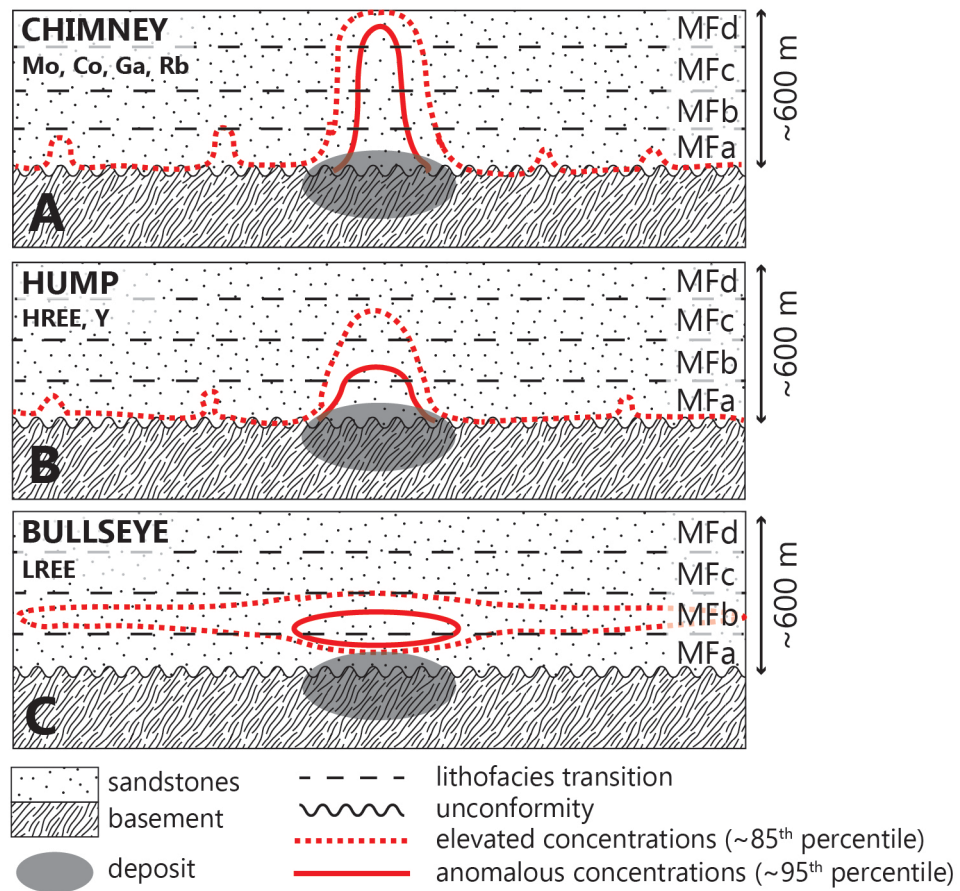 CHIMNEY
Mo, Co, Ga, Rb
MFd
MFc
MFb
MFa
~600 m
A
HUMP
HREE, Y
MFd
MFc
MFb
MFa
~600 m
B
BULLSEYE
LREE
MFd
MFc
MFb
MFa
~600 m
C
sandstones
basement
deposit
lithofacies transition
unconformity
elevated concentrations (~85th percentile)
anomalous concentrations (~95th percentile)